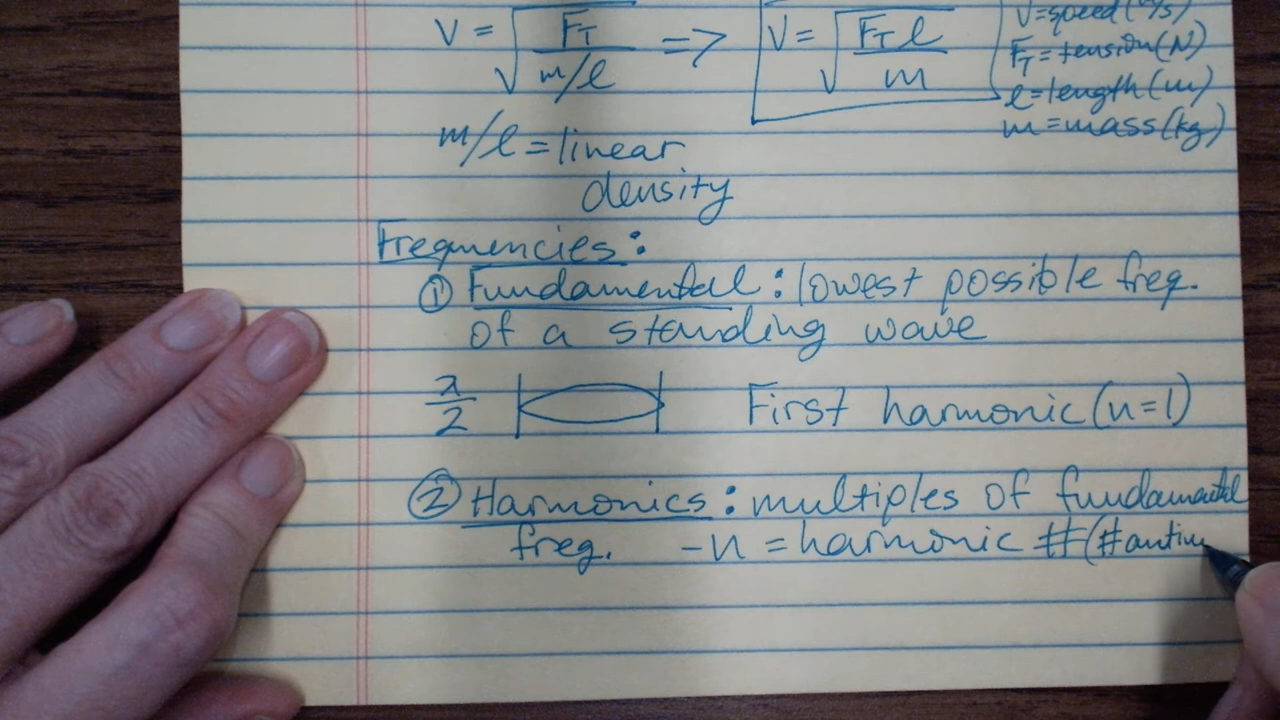 V = √(F_T / (m/ℓ)) => V = √(F_T ℓ / m)
V=speed(m/s)
F_T=tension(N)
ℓ=length(m)
m=mass(kg)
m/ℓ=linear
density
Frequencies:
① Fundamental: lowest possible freq.
of a standing wave
λ/2 First harmonic (n=1)
② Harmonics: multiples of fundamental
freq. -n = harmonic # (#antin